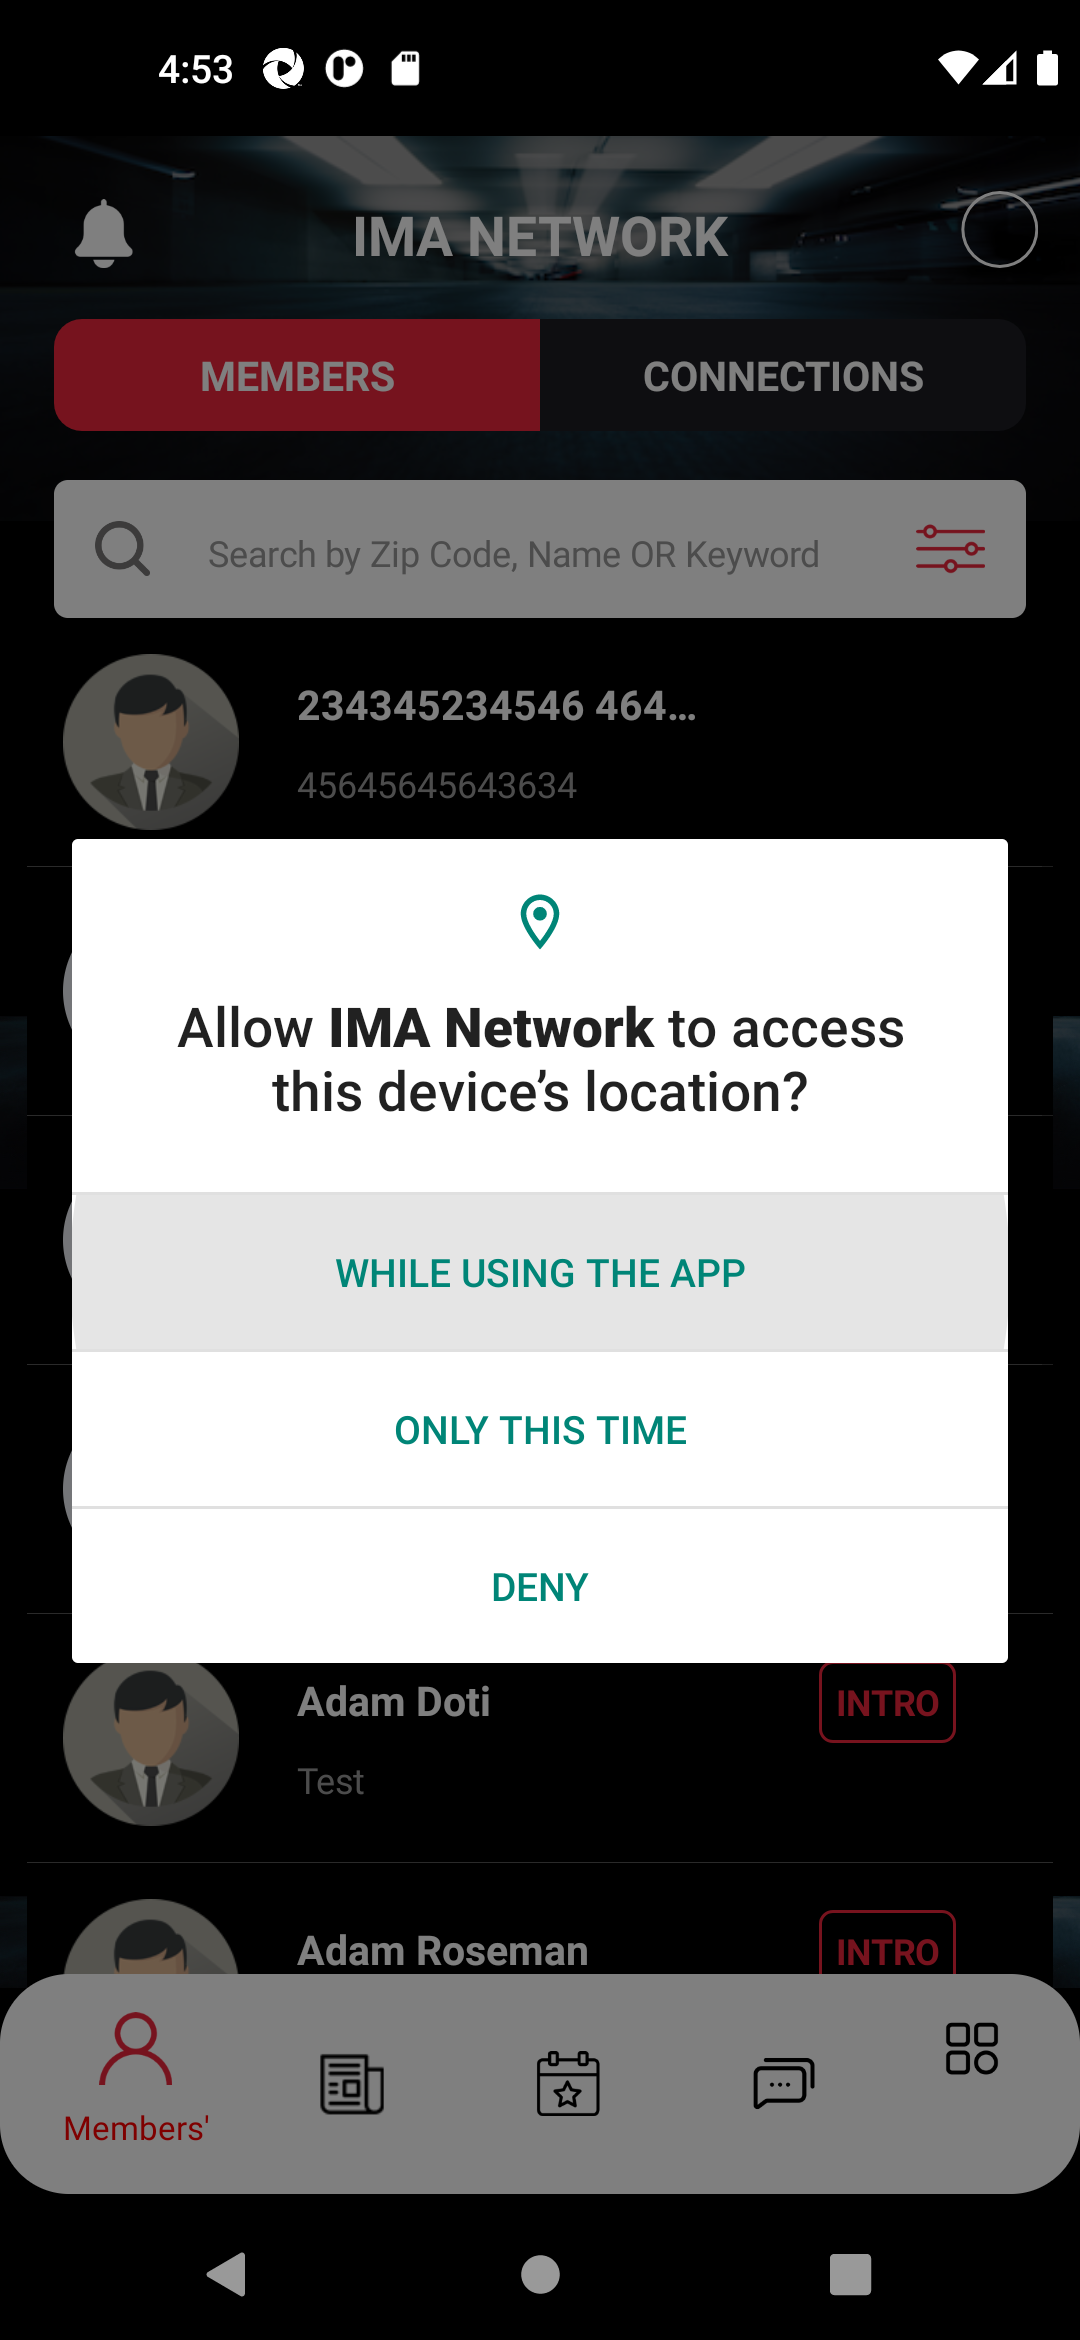 4:53
IMA NETWORK
MEMBERS
CONNECTIONS
Search by Zip Code, Name OR Keyword
234345234546 464...
45645645643634
Allow IMA Network to access
this device’s location?
WHILE USING THE APP
ONLY THIS TIME
DENY
Adam Doti
INTRO
Test
Adam Roseman
INTRO
Members'